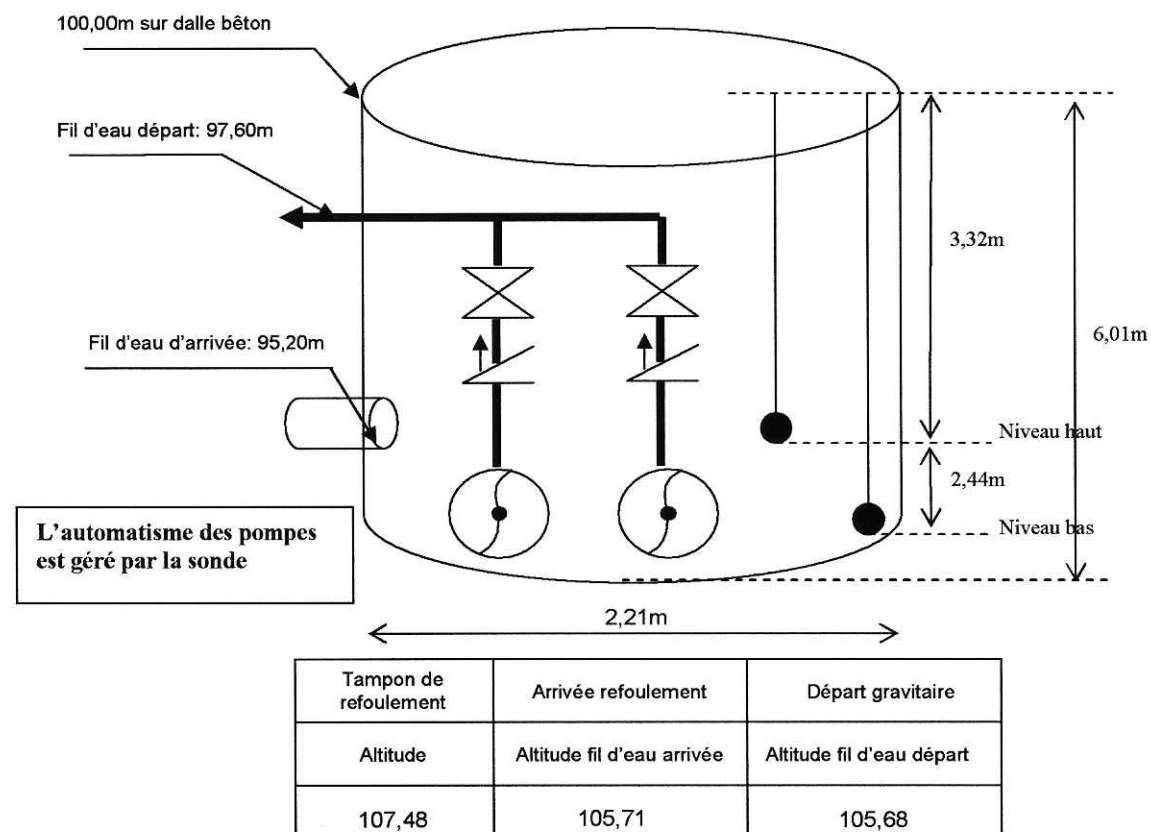 100,00m sur dalle bêton
Fil d'eau départ: 97,60m
3,32m
Fil d'eau d'arrivée: 95,20m
6,01m
Niveau haut
2,44m
L'automatisme des pompes
est géré par la sonde
Niveau bas
2,21m
Tampon de
refoulement
Arrivée refoulement
Départ gravitaire
Altitude
Altitude fil d'eau arrivée
Altitude fil d'eau départ
107,48
105,71
105,68